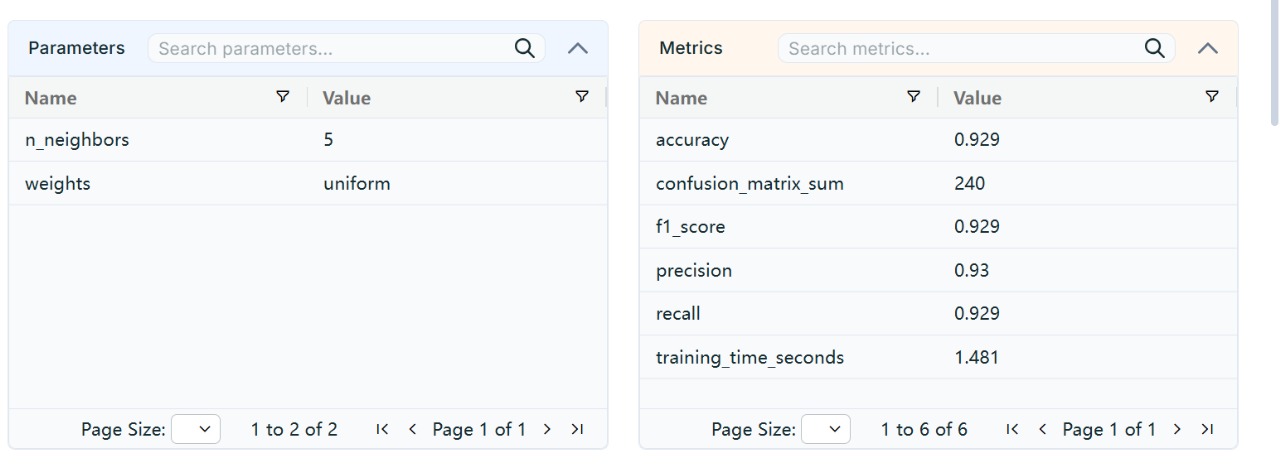 Parameters
Search parameters...
Name Value
n_neighbors 5
weights uniform
Page Size: 1 to 2 of 2 Page 1 of 1
Metrics
Search metrics...
Name Value
accuracy 0.929
confusion_matrix_sum 240
f1_score 0.929
precision 0.93
recall 0.929
training_time_seconds 1.481
Page Size: 1 to 6 of 6 Page 1 of 1